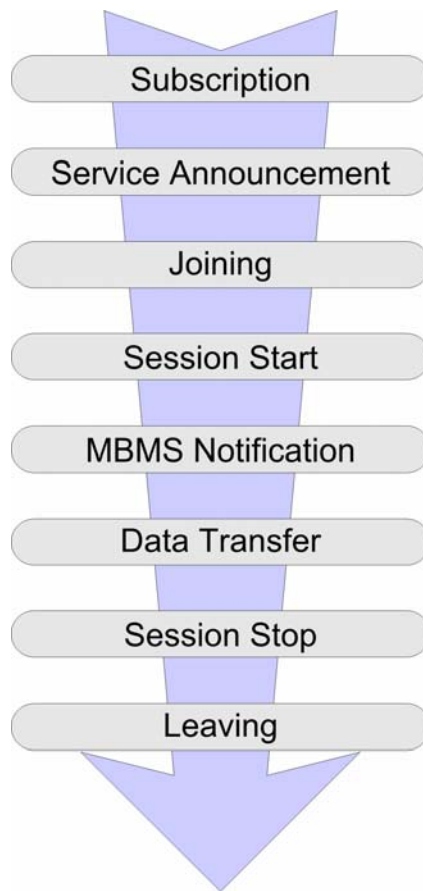 Subscription
Service Announcement
Joining
Session Start
MBMS Notification
Data Transfer
Session Stop
Leaving